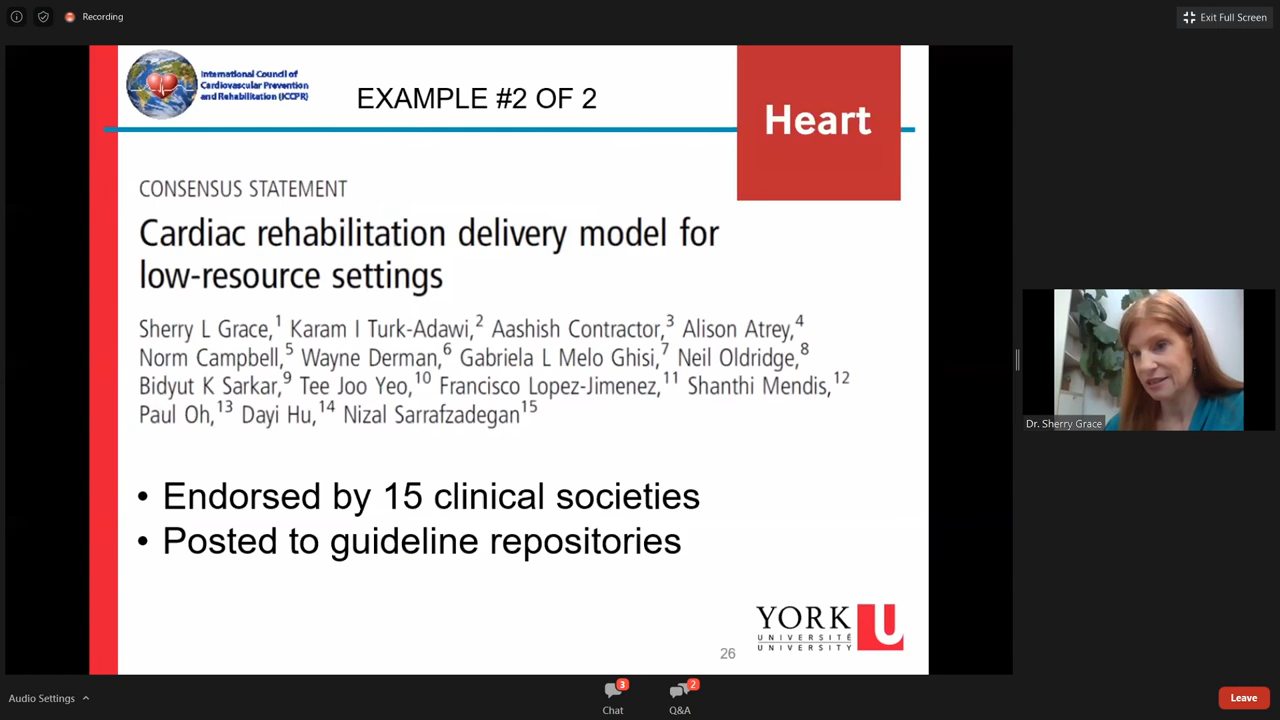 Recording
Exit Full Screen
International Council of
Cardiovascular Prevention
and Rehabilitation (ICCPR)
EXAMPLE #2 OF 2
Heart
CONSENSUS STATEMENT
Cardiac rehabilitation delivery model for
low-resource settings
Sherry L Grace,¹ Karam I Turk-Adawi,² Aashish Contractor,³ Alison Atrey,⁴
Norm Campbell,⁵ Wayne Derman,⁶ Gabriela L Melo Ghisi,⁷ Neil Oldridge,⁸
Bidyut K Sarkar,⁹ Tee Joo Yeo,¹⁰ Francisco Lopez-Jimenez,¹¹ Shanthi Mendis,¹²
Paul Oh,¹³ Dayi Hu,¹⁴ Nizal Sarrafzadegan¹⁵
• Endorsed by 15 clinical societies
• Posted to guideline repositories
YORK U
UNIVERSITÉ
UNIVERSITY
26
Dr. Sherry Grace
Audio Settings
3
Chat
2
Q&A
Leave